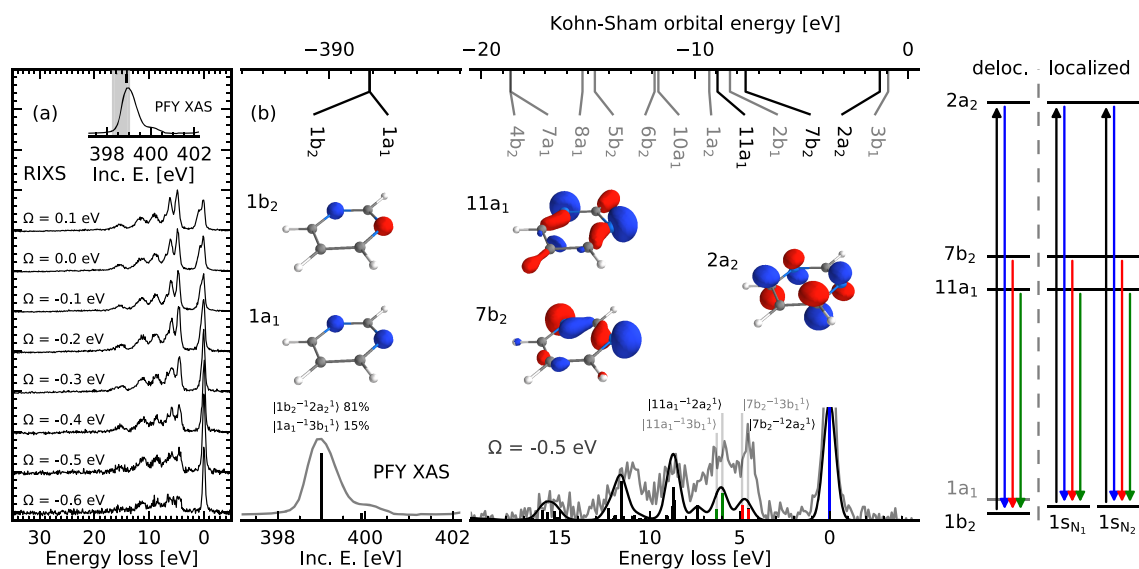 Kohn-Sham orbital energy [eV]
−390
−20
−10
0
(a)
PFY XAS
398 400 402
Inc. E. [eV]
RIXS
Ω = 0.1 eV
Ω = 0.0 eV
Ω = -0.1 eV
Ω = -0.2 eV
Ω = -0.3 eV
Ω = -0.4 eV
Ω = -0.5 eV
Ω = -0.6 eV
30 20 10 0
Energy loss [eV]
(b)
1b₂
1a₁
4b₂
7a₁
8a₁
5b₂
6b₂
10a₁
1a₂
11a₁
2b₁
7b₂
2a₂
3b₁
1b₂
1a₁
11a₁
7b₂
2a₂
|1b₂⁻¹2a₂¹⟩ 81%
|1a₁⁻¹3b₁¹⟩ 15%
PFY XAS
398 400 402
Inc. E. [eV]
|11a₁⁻¹2a₂¹⟩
|7b₂⁻¹3b₁¹⟩
|11a₁⁻¹3b₁¹⟩
|7b₂⁻¹2a₂¹⟩
Ω = -0.5 eV
15 10 5 0
Energy loss [eV]
deloc. localized
2a₂
7b₂
11a₁
1a₁
1b₂
1s_N₁
1s_N₂